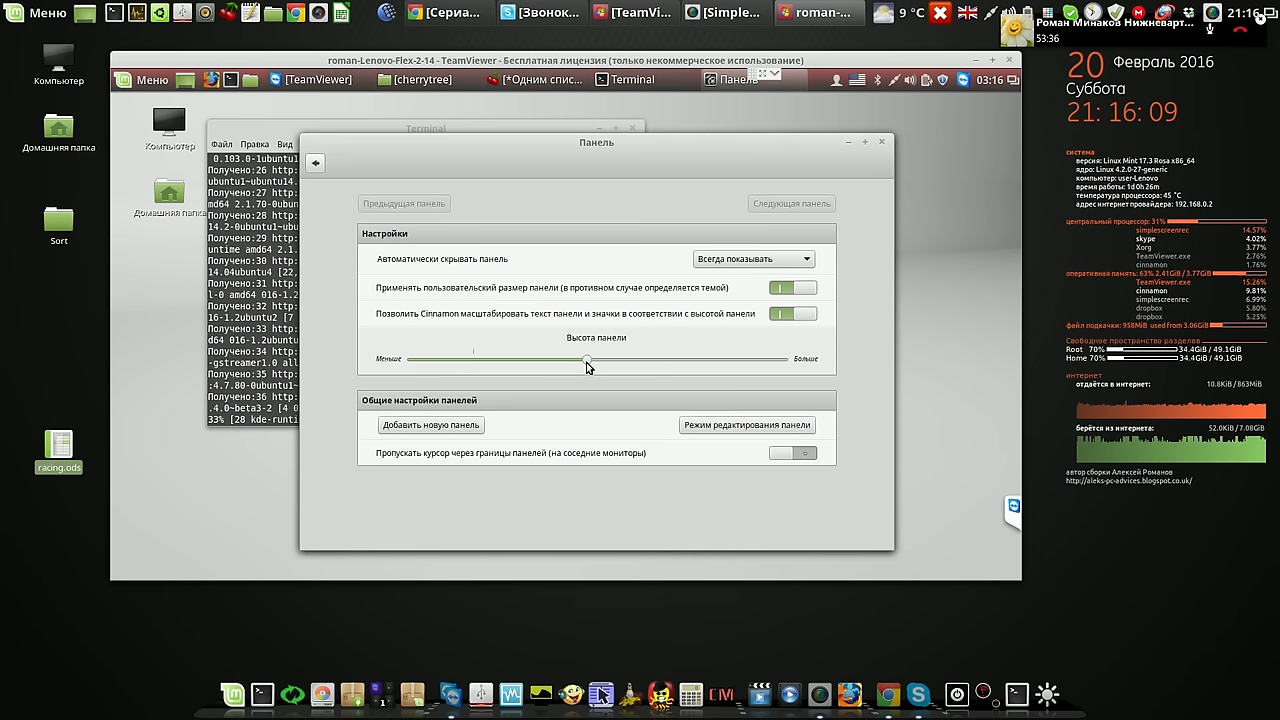 Меню
[Сериа...
[Звонок...
[TeamVi...
[Simple...
roman-...
9 °C
21:16
Роман Минаков Нижневарт...
53:36
Компьютер
Домашняя папка
Sort
racing.ods
roman-Lenovo-Flex-2-14 - TeamViewer - Бесплатная лицензия (только некоммерческое использование)
Меню
[TeamViewer]
[cherrytree]
[*Одним спис...
Terminal
Панель
03:16
Компьютер
Домашняя папка
Terminal
Файл Правка Вид
0.103.0-1ubuntu1
Получено:26 http:
ubuntu1~ubuntu14.
Получено:27 http:
md64 2.1.70-0ubun
Получено:28 http:
14.2-0ubuntu1~ubu
Получено:29 http:
untime amd64 2.1.
Получено:30 http:
14.04ubuntu4 [22,
Получено:31 http:
l-0 amd64 016-1.2
Получено:32 http:
16-1.2ubuntu2 [7
Получено:33 http:
d64 016-1.2ubuntu
Получено:34 http:
-gstreamer1.0 all
Получено:35 http:
:4.7.80-0ubuntu1~
Получено:36 http:
.4.0~beta3-2 [4 0
33% [28 kde-runti
Панель
Предыдущая панель
Следующая панель
Настройки
Автоматически скрывать панель
Всегда показывать
Применять пользовательский размер панели (в противном случае определяется темой)
Позволить Cinnamon масштабировать текст панели и значки в соответствии с высотой панели
Высота панели
Меньше
Больше
Общие настройки панелей
Добавить новую панель
Режим редактирования панели
Пропускать курсор через границы панелей (на соседние мониторы)
20 Февраль 2016
Суббота
21: 16: 09
система
версия: Linux Mint 17.3 Rosa x86_64
ядро: Linux 4.2.0-27-generic
компьютер: user-Lenovo
время работы: 1d 0h 26m
температура процессора: 45 °C
адрес интернет провайдера: 192.168.0.2
центральный процессор: 31%
simplescreenrec 14.57%
skype 4.02%
Xorg 3.77%
TeamViewer.exe 2.76%
cinnamon 1.76%
оперативная память: 63% 2.41GiB / 3.77GiB
TeamViewer.exe 15.26%
cinnamon 9.81%
simplescreenrec 6.99%
dropbox 5.80%
dropbox 5.25%
файл подкачки: 958MiB used from 3.06GiB
Свободное пространство разделов
Root 70% 34.4GiB / 49.1GiB
Home 70% 34.4GiB / 49.1GiB
интернет
отдаётся в интернет: 10.8KiB / 863MiB
берётся из интернета: 52.0KiB / 7.08GiB
автор сборки Алексей Романов
http://aleks-pc-advices.blogspot.co.uk/